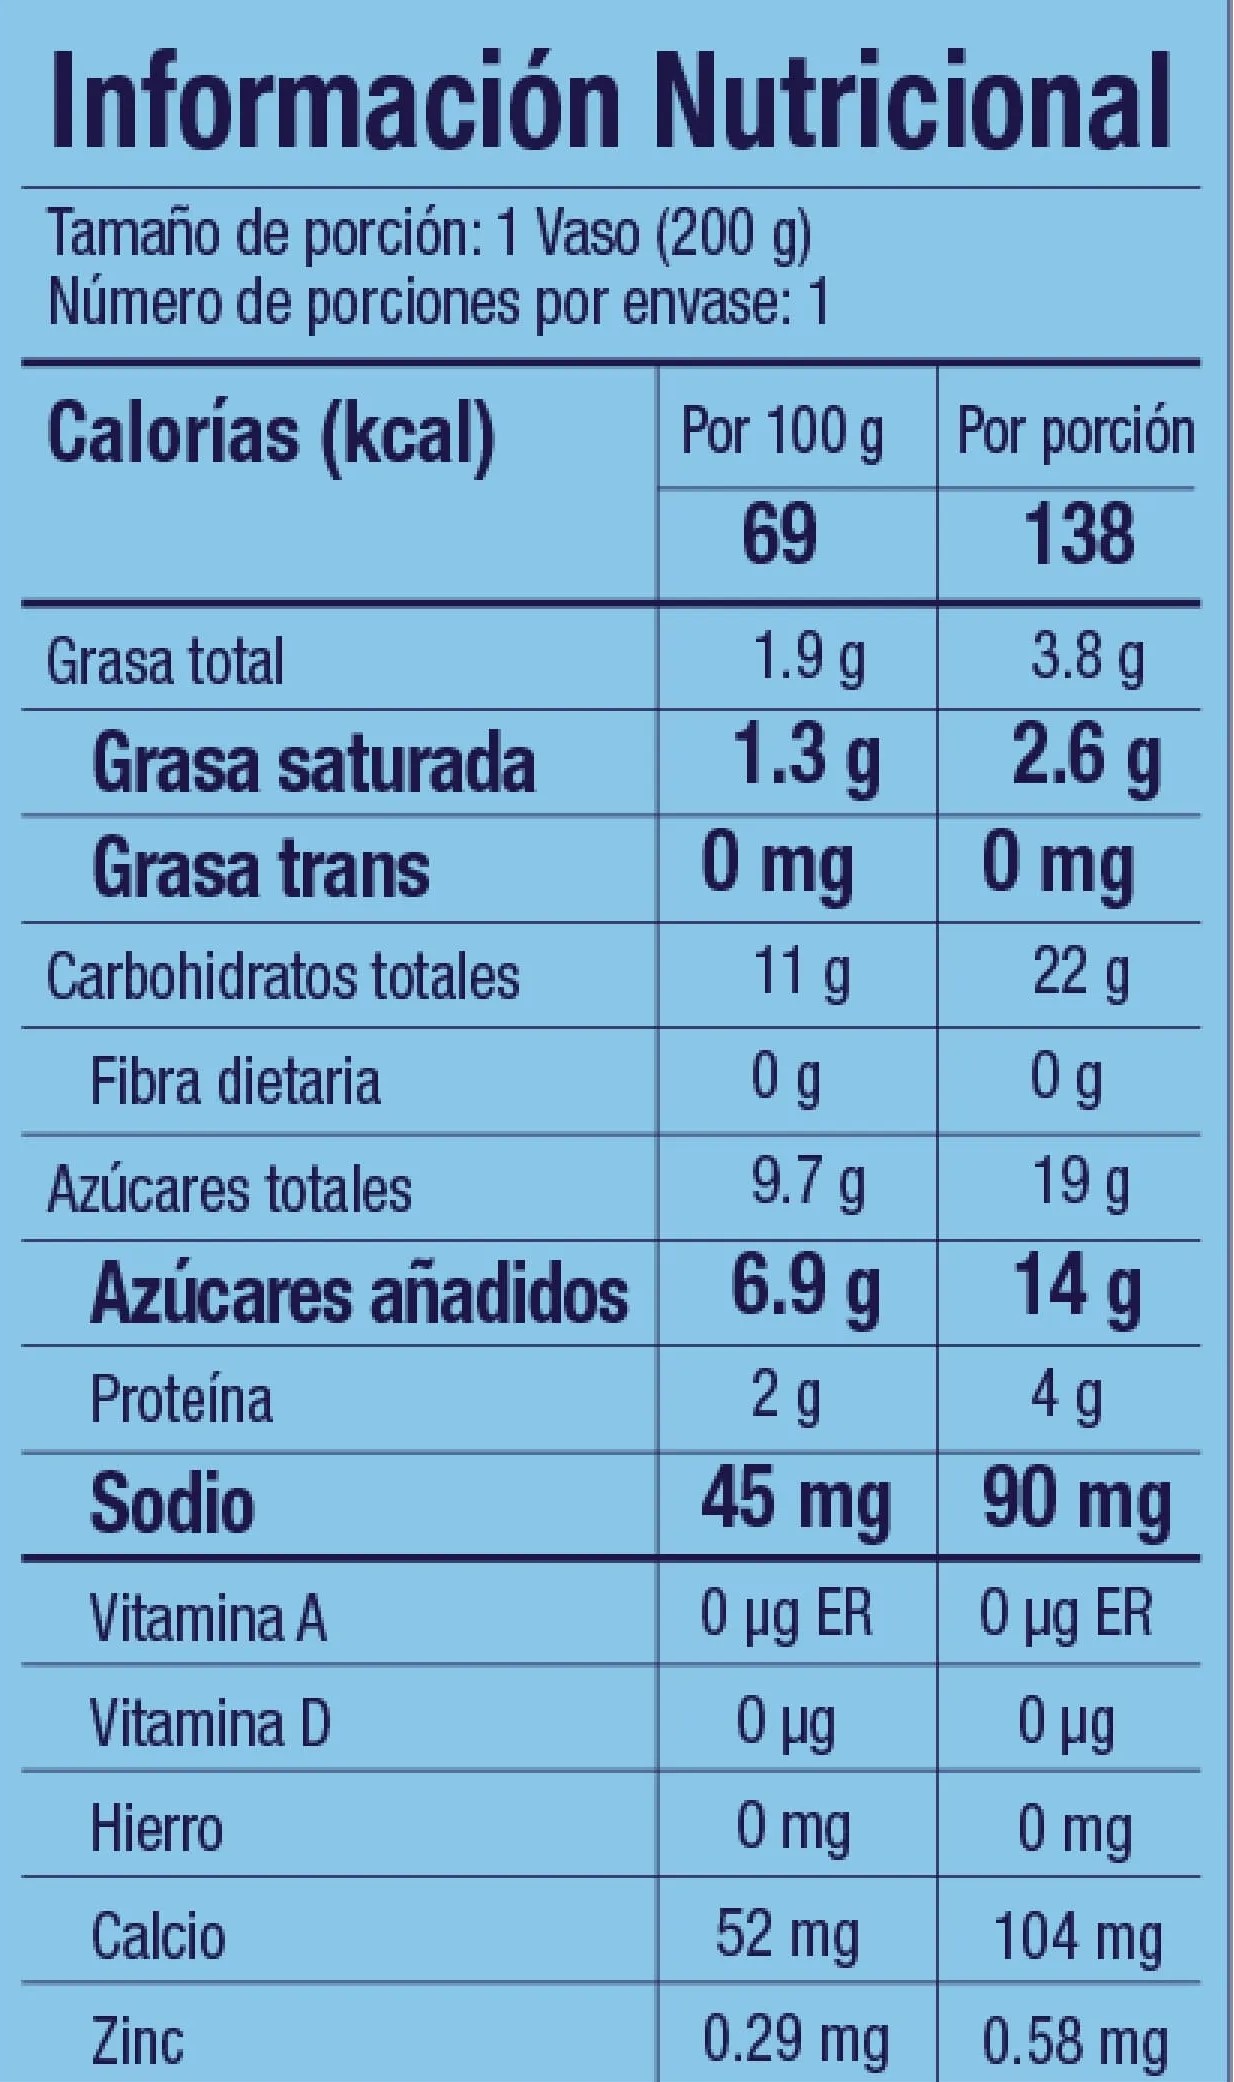 Información Nutricional
Tamaño de porción: 1 Vaso (200 g)
Número de porciones por envase: 1
Calorías (kcal) Por 100 g Por porción
69 138
Grasa total 1.9 g 3.8 g
Grasa saturada 1.3 g 2.6 g
Grasa trans 0 mg 0 mg
Carbohidratos totales 11 g 22 g
Fibra dietaria 0 g 0 g
Azúcares totales 9.7 g 19 g
Azúcares añadidos 6.9 g 14 g
Proteína 2 g 4 g
Sodio 45 mg 90 mg
Vitamina A 0 µg ER 0 µg ER
Vitamina D 0 µg 0 µg
Hierro 0 mg 0 mg
Calcio 52 mg 104 mg
Zinc 0.29 mg 0.58 mg